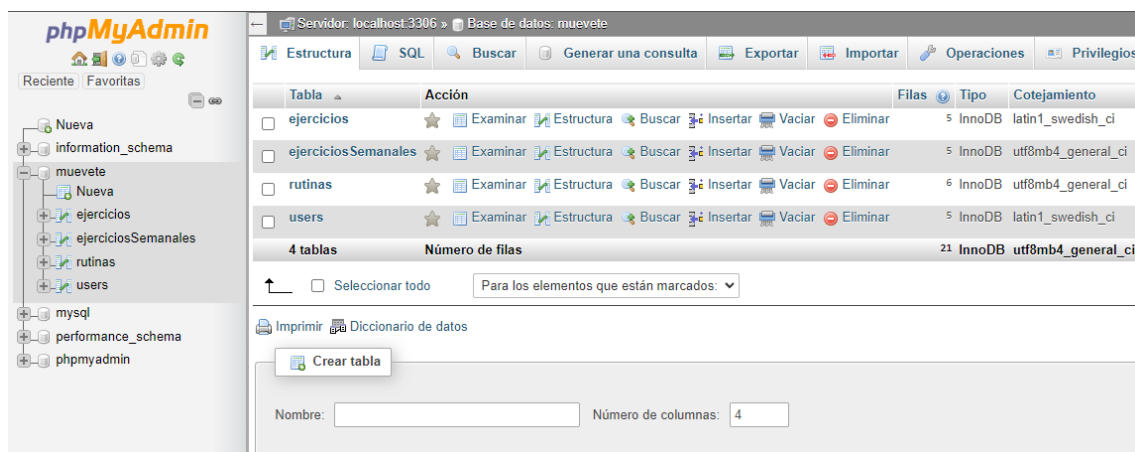 phpMyAdmin
Reciente Favoritas
Nueva
information_schema
muevete
Nueva
ejercicios
ejerciciosSemanales
rutinas
users
mysql
performance_schema
phpmyadmin
Servidor: localhost:3306 » Base de datos: muevete
Estructura SQL Buscar Generar una consulta Exportar Importar Operaciones Privilegios
Tabla Acción Filas Tipo Cotejamiento
ejercicios Examinar Estructura Buscar Insertar Vaciar Eliminar 5 InnoDB latin1_swedish_ci
ejerciciosSemanales Examinar Estructura Buscar Insertar Vaciar Eliminar 5 InnoDB utf8mb4_general_ci
rutinas Examinar Estructura Buscar Insertar Vaciar Eliminar 6 InnoDB utf8mb4_general_ci
users Examinar Estructura Buscar Insertar Vaciar Eliminar 5 InnoDB latin1_swedish_ci
4 tablas Número de filas 21 InnoDB utf8mb4_general_ci
Seleccionar todo Para los elementos que están marcados:
Imprimir Diccionario de datos
Crear tabla
Nombre: Número de columnas: 4